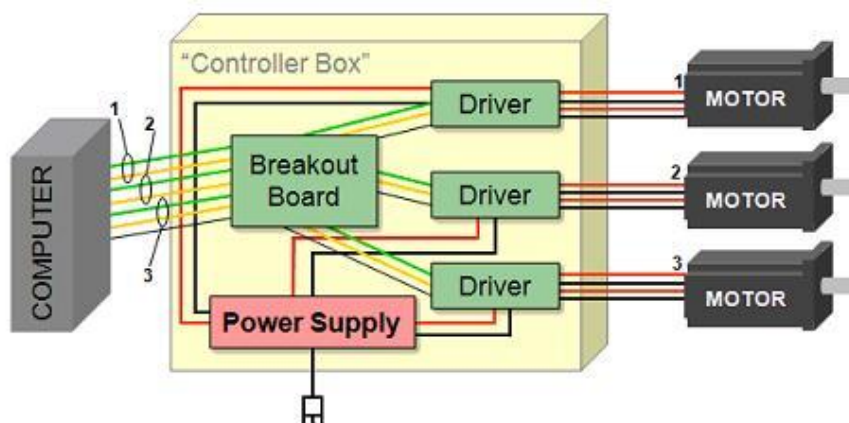 "Controller Box"
1
2
3
COMPUTER
Breakout
Board
Driver
Driver
Driver
Power Supply
1
MOTOR
2
MOTOR
3
MOTOR